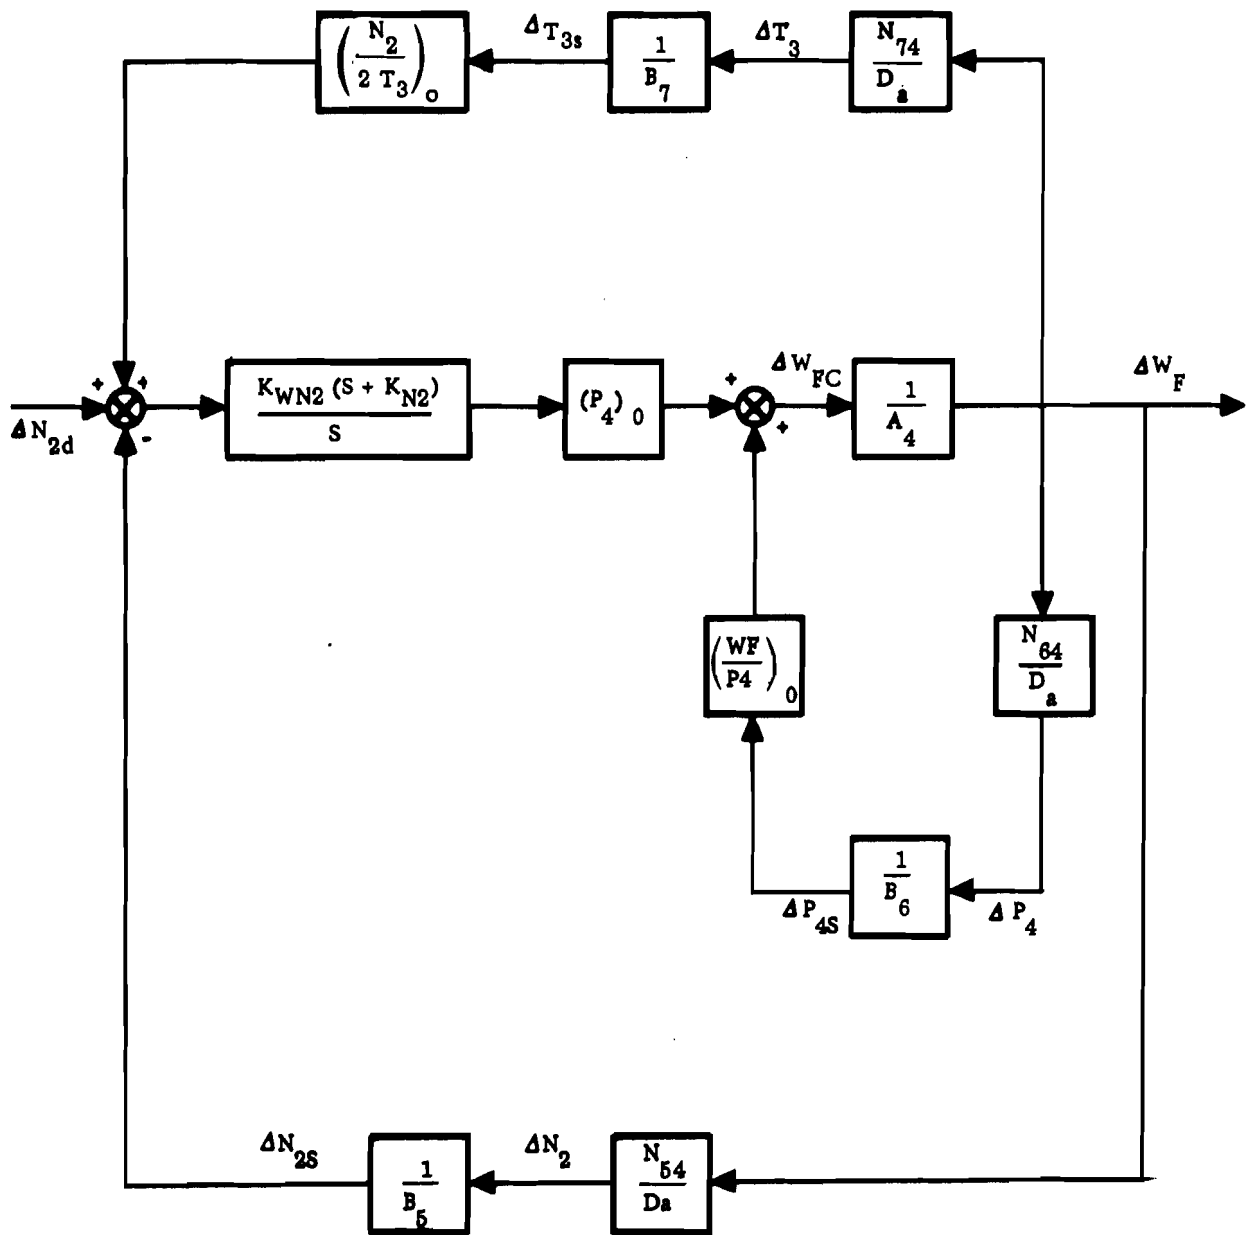 ΔT3s
ΔT3
(N2 / 2 T3)o
1 / B7
N74 / Da
+ +
ΔN2d
-
KWN2 (S + KN2) / S
(P4)0
+
+
ΔWFC
1 / A4
ΔWF
(WF / P4)0
N64 / Da
1 / B6
ΔP4S
ΔP4
ΔN2S
ΔN2
1 / B5
N54 / Da